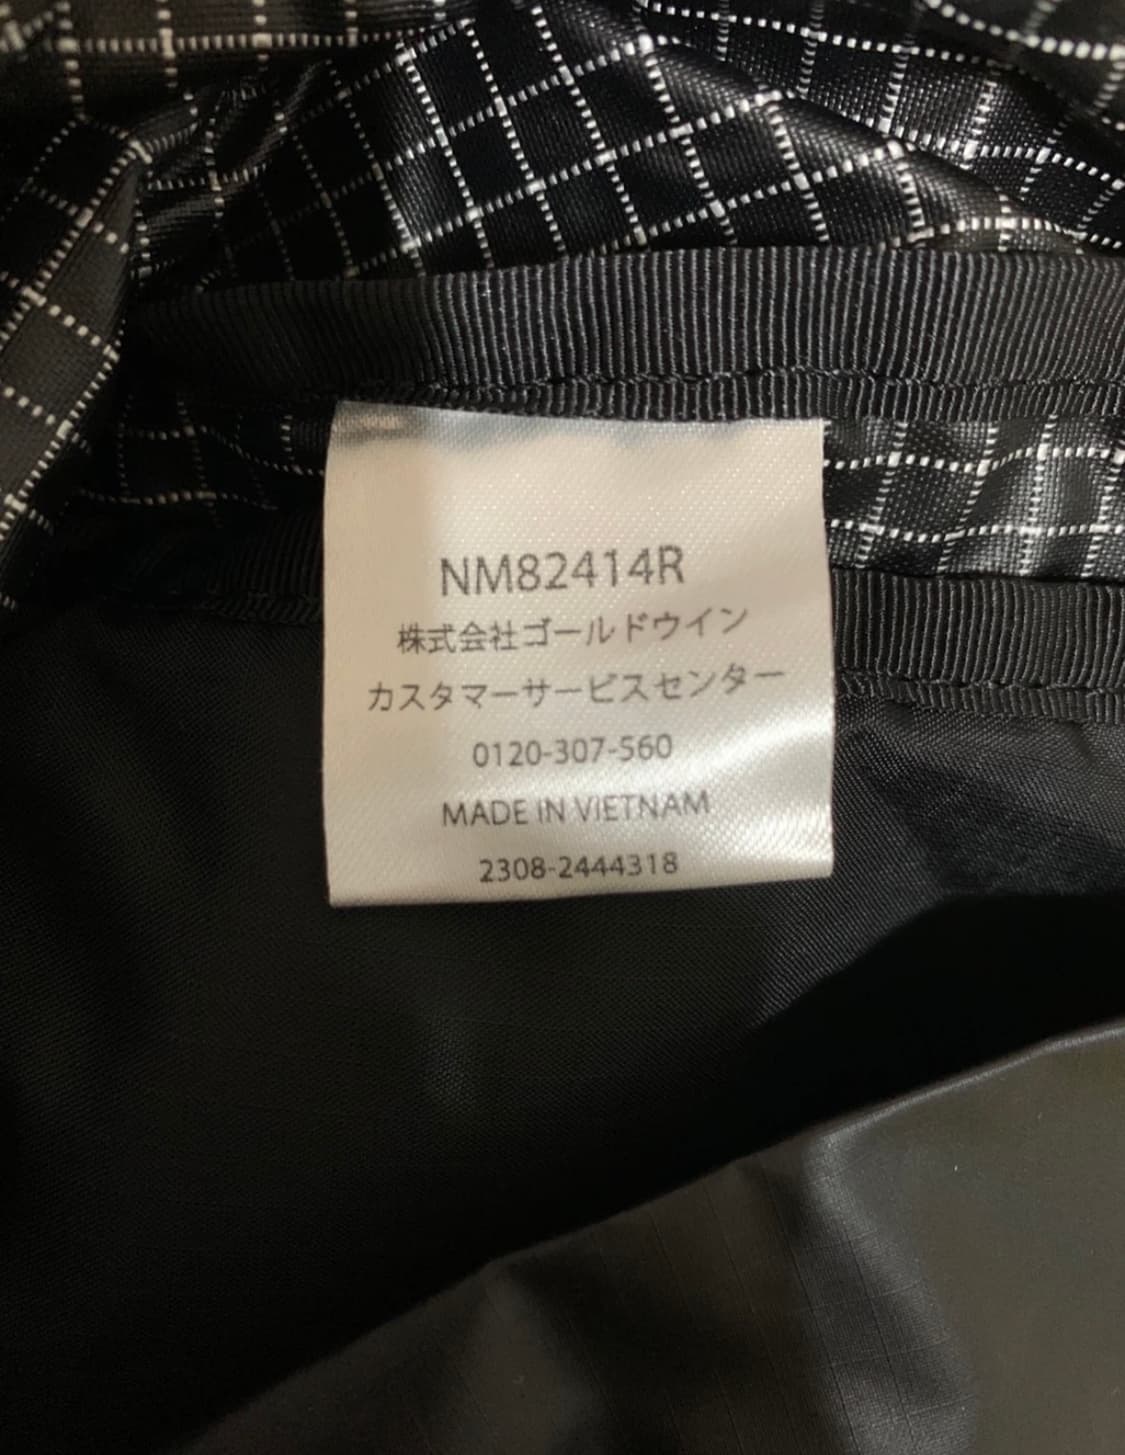 NM82414R
株式会社ゴールドウイン
カスタマーサービスセンター
0120-307-560
MADE IN VIETNAM
2308-2444318